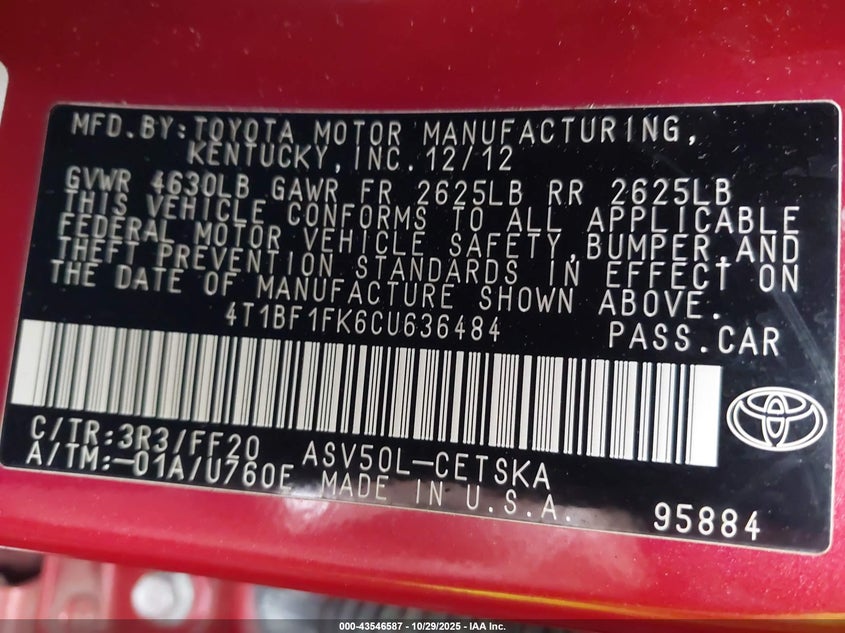 MFD.BY:TOYOTA MOTOR MANUFACTURING,
KENTUCKY, INC. 12/12
GVWR 4630LB GAWR FR 2625LB RR 2625LB
THIS VEHICLE CONFORMS TO ALL APPLICABLE
FEDERAL MOTOR VEHICLE SAFETY,BUMPER,AND
THEFT PREVENTION STANDARDS IN EFFECT ON
THE DATE OF MANUFACTURE SHOWN ABOVE.
4T1BF1FK6CU636484 PASS.CAR
C/TR:3R3/FF20 ASV50L-CETSKA
A/TM:-01A/U760E MADE IN U.S.A. 95884
000-43546587 - 10/29/2025 - IAA Inc.